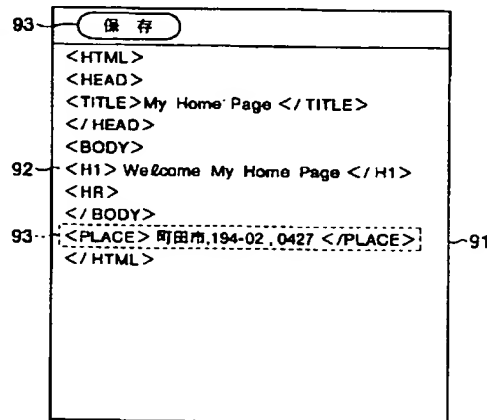 93
保 存
<HTML>
<HEAD>
<TITLE>My Home Page </TITLE>
</HEAD>
<BODY>
92 <H1> Welcome My Home Page </H1>
<HR>
</BODY>
93 <PLACE> 町田市,194-02 , 0427 </PLACE> 91
</HTML>